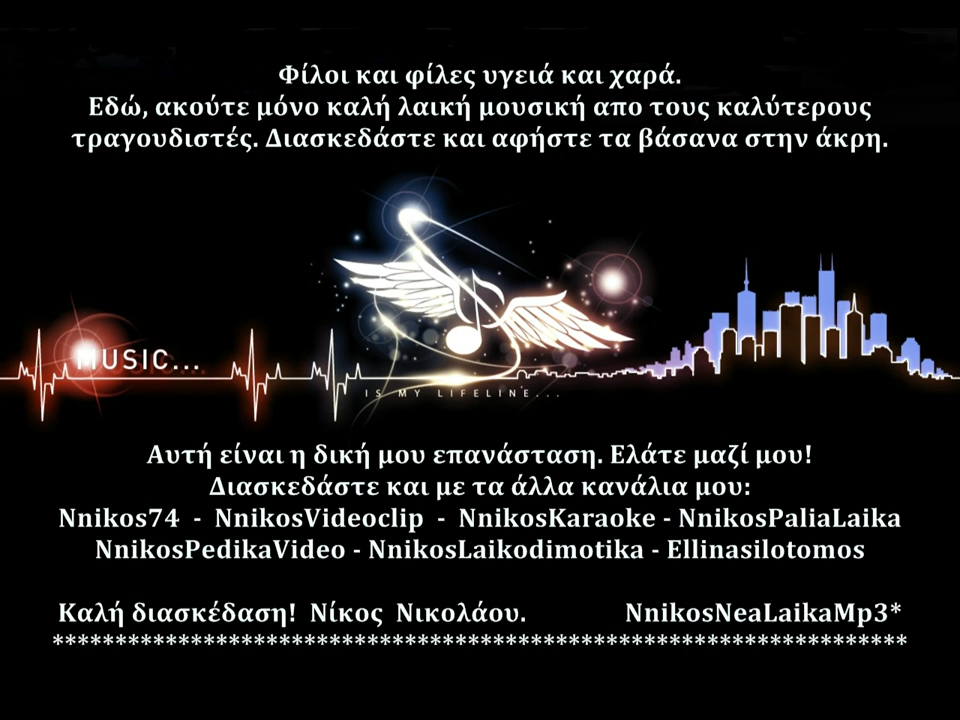 Φίλοι και φίλες υγειά και χαρά.
Εδώ, ακούτε μόνο καλή λαική μουσική απο τους καλύτερους
τραγουδιστές. Διασκεδάστε και αφήστε τα βάσανα στην άκρη.
MUSIC...
IS MY LIFELINE...
Αυτή είναι η δική μου επανάσταση. Ελάτε μαζί μου!
Διασκεδάστε και με τα άλλα κανάλια μου:
Nnikos74 - NnikosVideoclip - NnikosKaraoke - NnikosPaliaLaika
NnikosPedikaVideo - NnikosLaikodimotika - Ellinasilotomos
Καλή διασκέδαση! Νίκος Νικολάου. NnikosNeaLaikaMp3*
********************************************************************